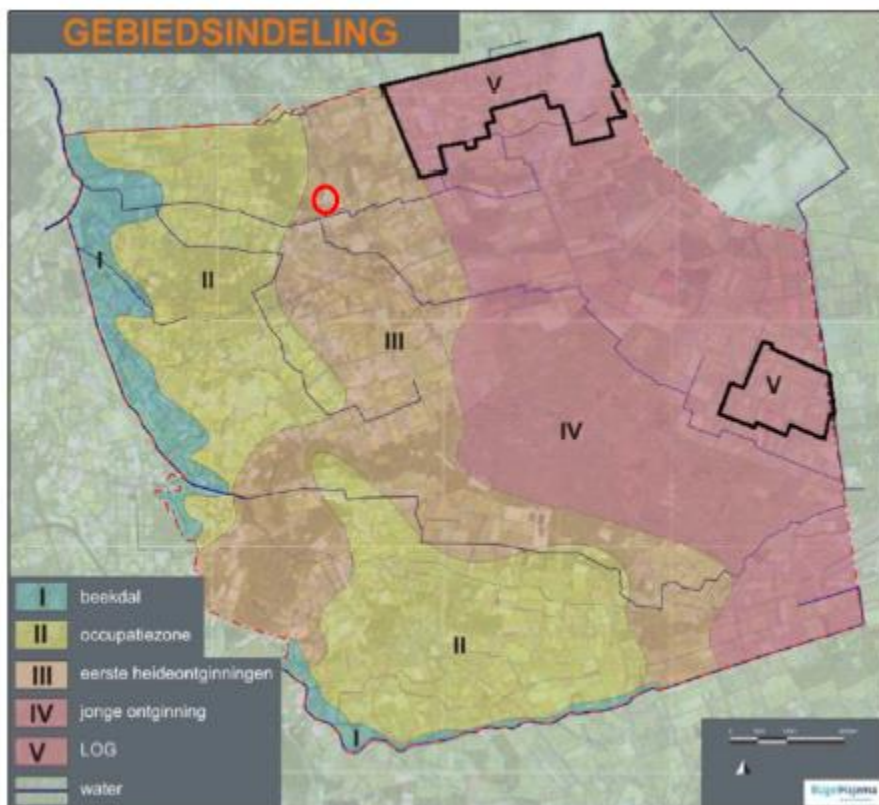 GEBIEDSINDELING
V
I
II
III
V
IV
II
I
I beekdal
II occupatiezone
III eerste heideontginningen
IV jonge ontginning
V LOG
water